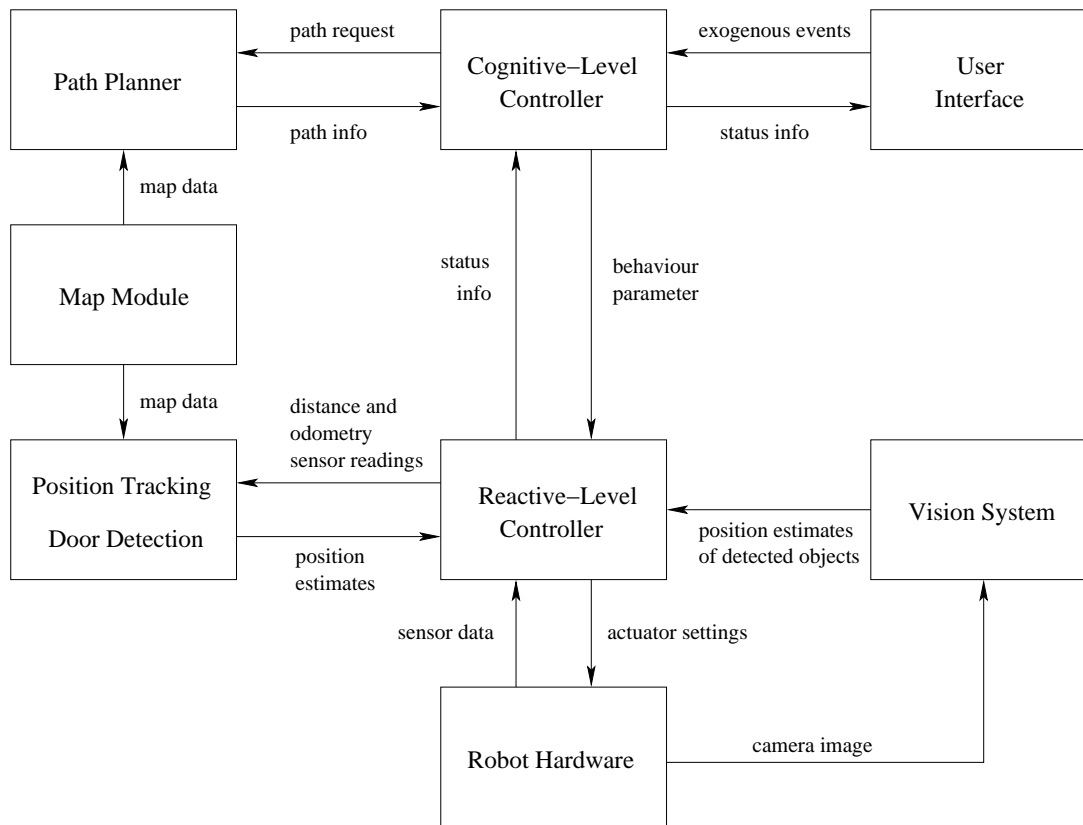 path request
exogenous events
Path Planner
Cognitive–Level
Controller
User
Interface
path info
status info
map data
Map Module
status
info
behaviour
parameter
map data
distance and
odometry
sensor readings
Position Tracking
Door Detection
Reactive–Level
Controller
Vision System
position
estimates
position estimates
of detected objects
sensor data
actuator settings
Robot Hardware
camera image